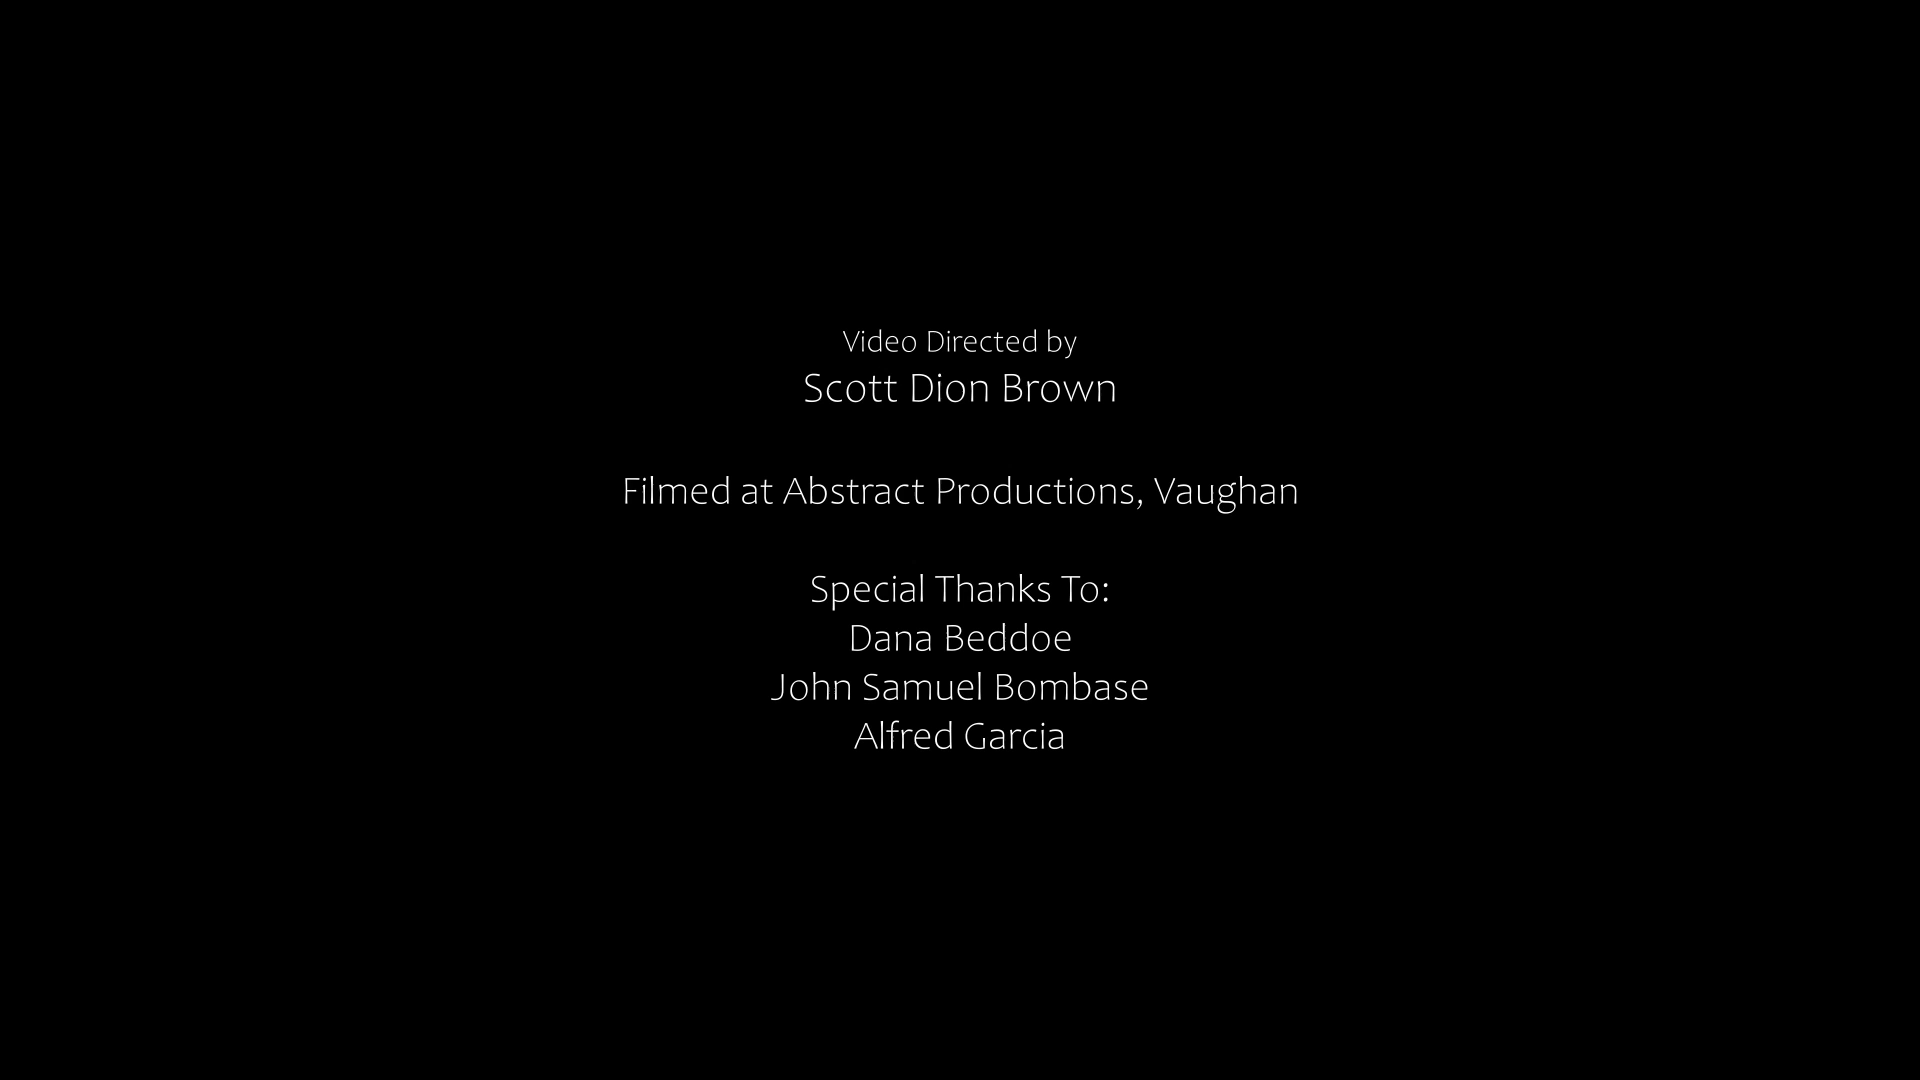 Video Directed by
Scott Dion Brown
Filmed at Abstract Productions, Vaughan
Special Thanks To:
Dana Beddoe
John Samuel Bombase
Alfred Garcia